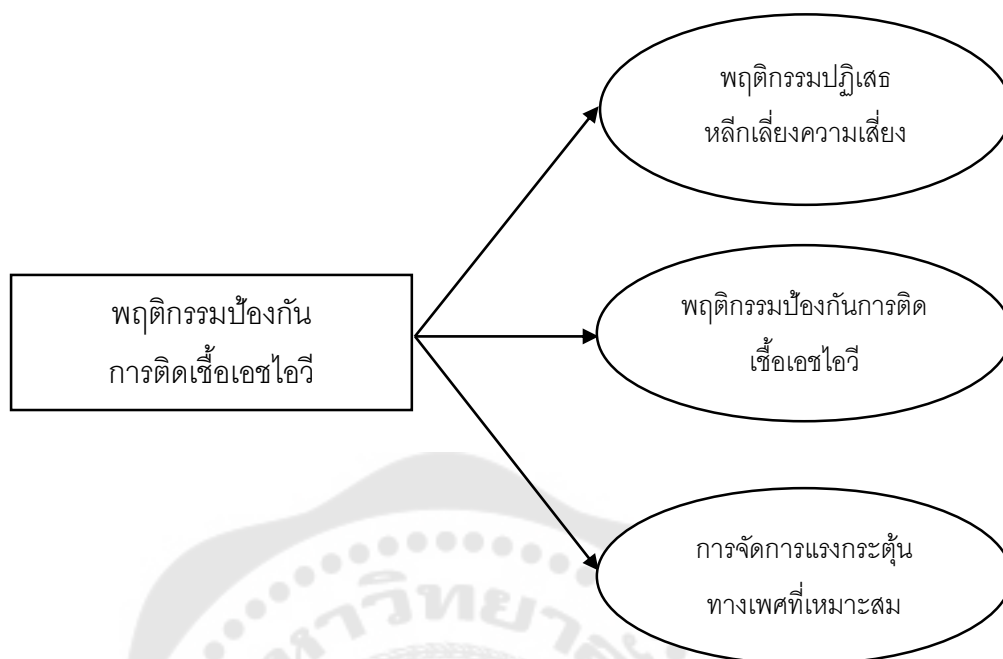 พฤติกรรมปฏิเสธ
หลีกเลี่ยงความเสี่ยง
พฤติกรรมป้องกัน
การติดเชื้อเอชไอวี
พฤติกรรมป้องกันการติด
เชื้อเอชไอวี
การจัดการแรงกระตุ้น
ทางเพศที่เหมาะสม